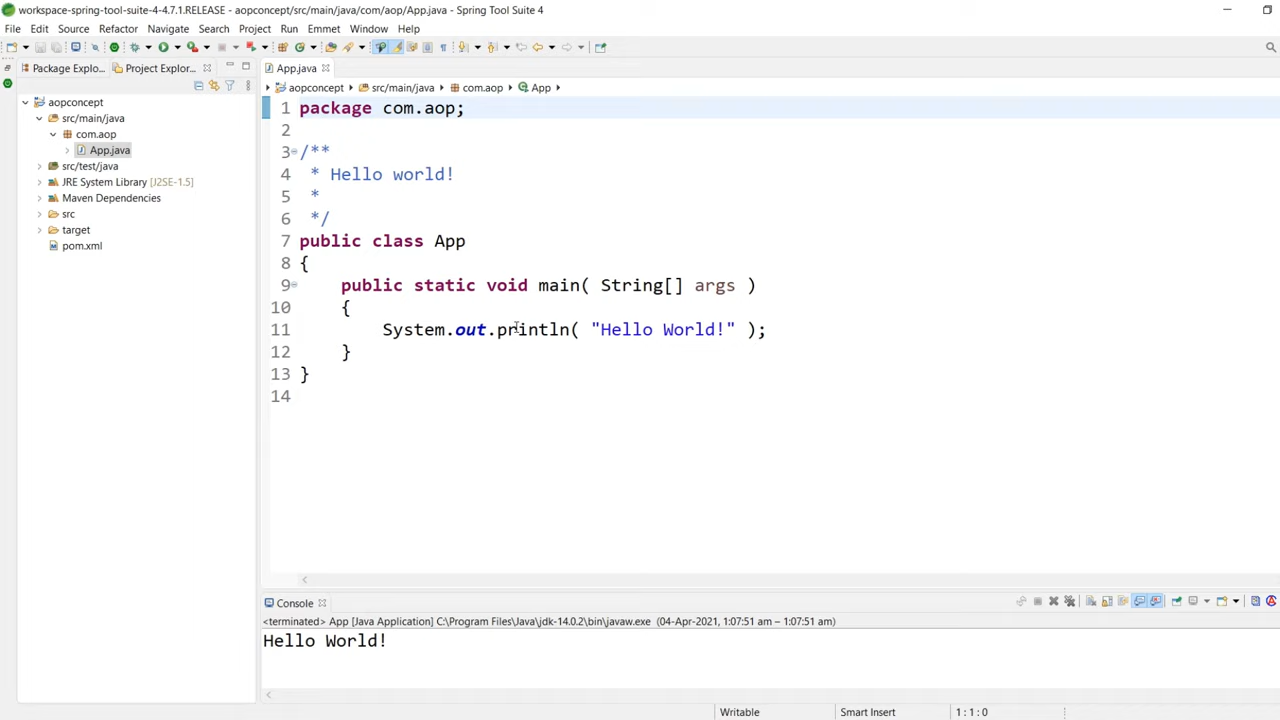 workspace-spring-tool-suite-4-4.7.1.RELEASE - aopconcept/src/main/java/com/aop/App.java - Spring Tool Suite 4
File Edit Source Refactor Navigate Search Project Run Emmet Window Help
Package Explo... Project Explor...
App.java
aopconcept src/main/java com.aop App
aopconcept
src/main/java
com.aop
App.java
src/test/java
JRE System Library [J2SE-1.5]
Maven Dependencies
src
target
pom.xml
1 package com.aop;
2
3 /**
4  * Hello world!
5  *
6  */
7 public class App
8 {
9     public static void main( String[] args )
10     {
11         System.out.println( "Hello World!" );
12     }
13 }
14
Console
<terminated> App [Java Application] C:\Program Files\Java\jdk-14.0.2\bin\javaw.exe (04-Apr-2021, 1:07:51 am – 1:07:51 am)
Hello World!
Writable Smart Insert 1 : 1 : 0